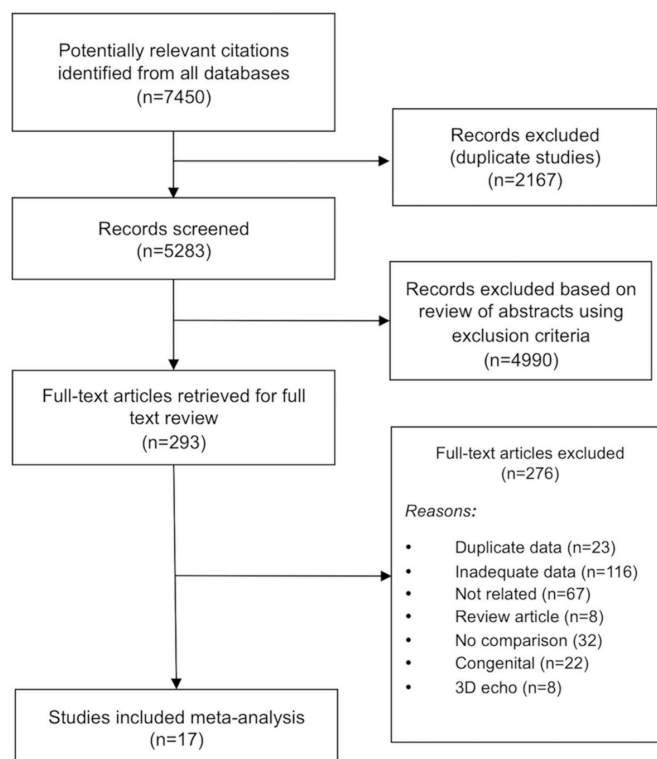 Potentially relevant citations
identified from all databases
(n=7450)
Records excluded
(duplicate studies)
(n=2167)
Records screened
(n=5283)
Records excluded based on
review of abstracts using
exclusion criteria
(n=4990)
Full-text articles retrieved for full
text review
(n=293)
Full-text articles excluded
(n=276)
Reasons:
• Duplicate data (n=23)
• Inadequate data (n=116)
• Not related (n=67)
• Review article (n=8)
• No comparison (32)
• Congenital (n=22)
• 3D echo (n=8)
Studies included meta-analysis
(n=17)